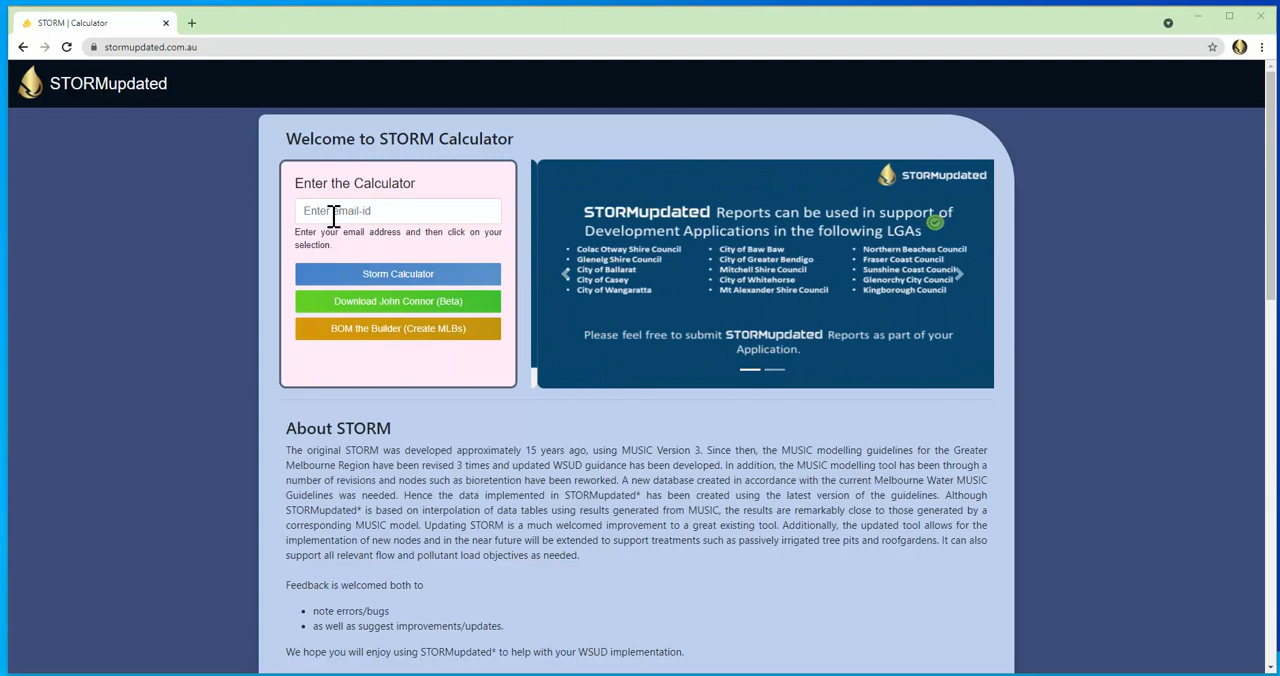 STORM | Calculator
stormupdated.com.au
STORMupdated
Welcome to STORM Calculator
Enter the Calculator
Enter email-id
Enter your email address and then click on your
selection.
Storm Calculator
Download John Connor (Beta)
BOM the Builder (Create MLBs)
STORMupdated
STORMupdated Reports can be used in support of
Development Applications in the following LGAs
• Colac Otway Shire Council
• Glenelg Shire Council
• City of Ballarat
• City of Casey
• City of Wangaratta
• City of Baw Baw
• City of Greater Bendigo
• Mitchell Shire Council
• City of Whitehorse
• Mt Alexander Shire Council
• Northern Beaches Council
• Fraser Coast Council
• Sunshine Coast Council
• Glenorchy City Council
• Kingborough Council
Please feel free to submit STORMupdated Reports as part of your
Application.
About STORM
The original STORM was developed approximately 15 years ago, using MUSIC Version 3. Since then, the MUSIC modelling guidelines for the Greater
Melbourne Region have been revised 3 times and updated WSUD guidance has been developed. In addition, the MUSIC modelling tool has been through a
number of revisions and nodes such as bioretention have been reworked. A new database created in accordance with the current Melbourne Water MUSIC
Guidelines was needed. Hence the data implemented in STORMupdated* has been created using the latest version of the guidelines. Although
STORMupdated* is based on interpolation of data tables using results generated from MUSIC, the results are remarkably close to those generated by a
corresponding MUSIC model. Updating STORM is a much welcomed improvement to a great existing tool. Additionally, the updated tool allows for the
implementation of new nodes and in the near future will be extended to support treatments such as passively irrigated tree pits and roofgardens. It can also
support all relevant flow and pollutant load objectives as needed.
Feedback is welcomed both to
• note errors/bugs
• as well as suggest improvements/updates.
We hope you will enjoy using STORMupdated* to help with your WSUD implementation.